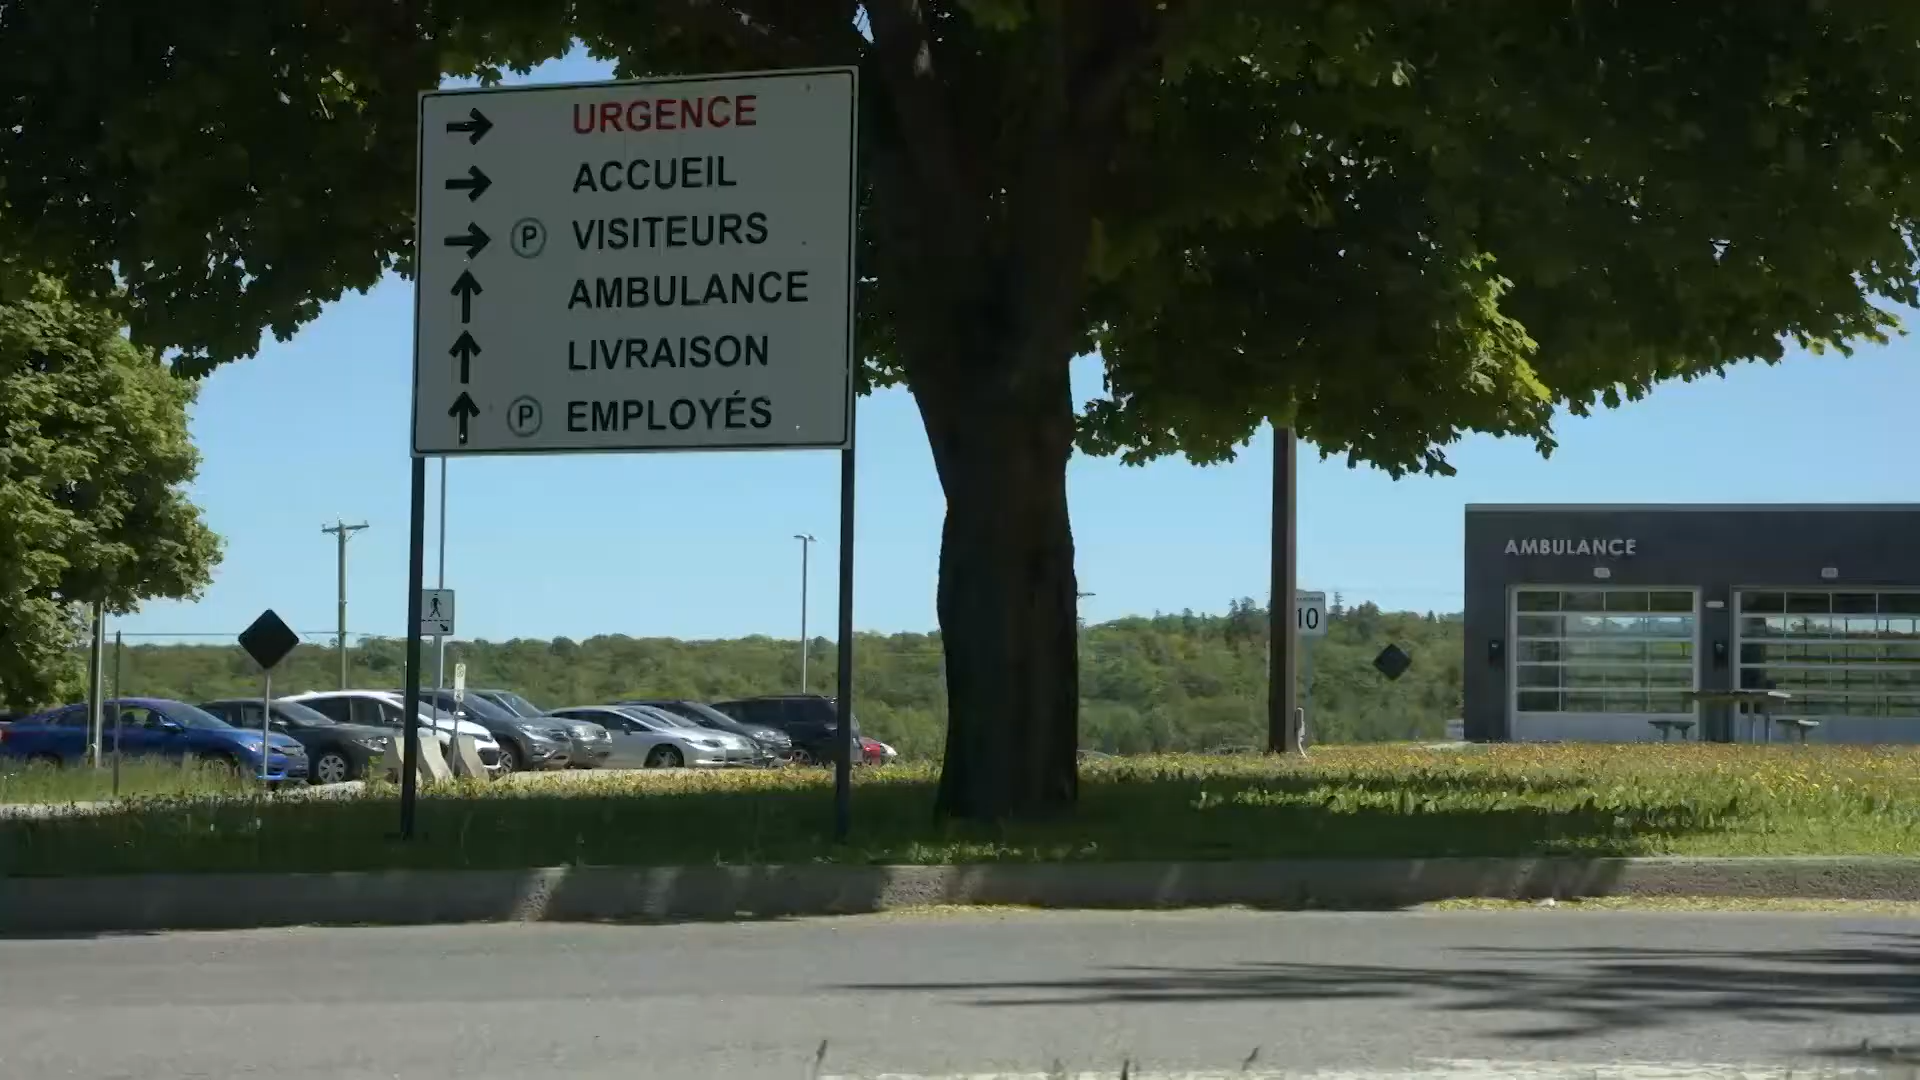 URGENCE
ACCUEIL
P VISITEURS
AMBULANCE
LIVRAISON
P EMPLOYÉS
AMBULANCE
10